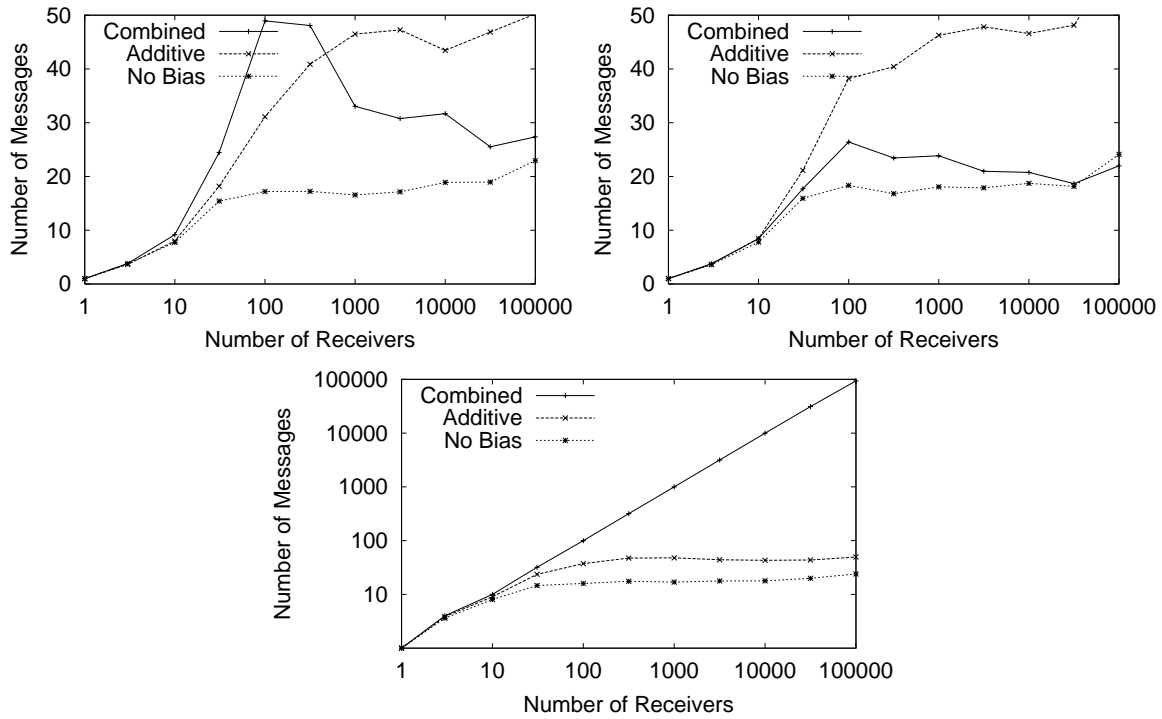 50
40
30
20
10
0
1 10 100 1000 10000 100000
Number of Messages
Number of Receivers
Combined
Additive
No Bias
50
40
30
20
10
0
1 10 100 1000 10000 100000
Number of Messages
Number of Receivers
Combined
Additive
No Bias
100000
10000
1000
100
10
1 10 100 1000 10000 100000
Number of Messages
Number of Receivers
Combined
Additive
No Bias